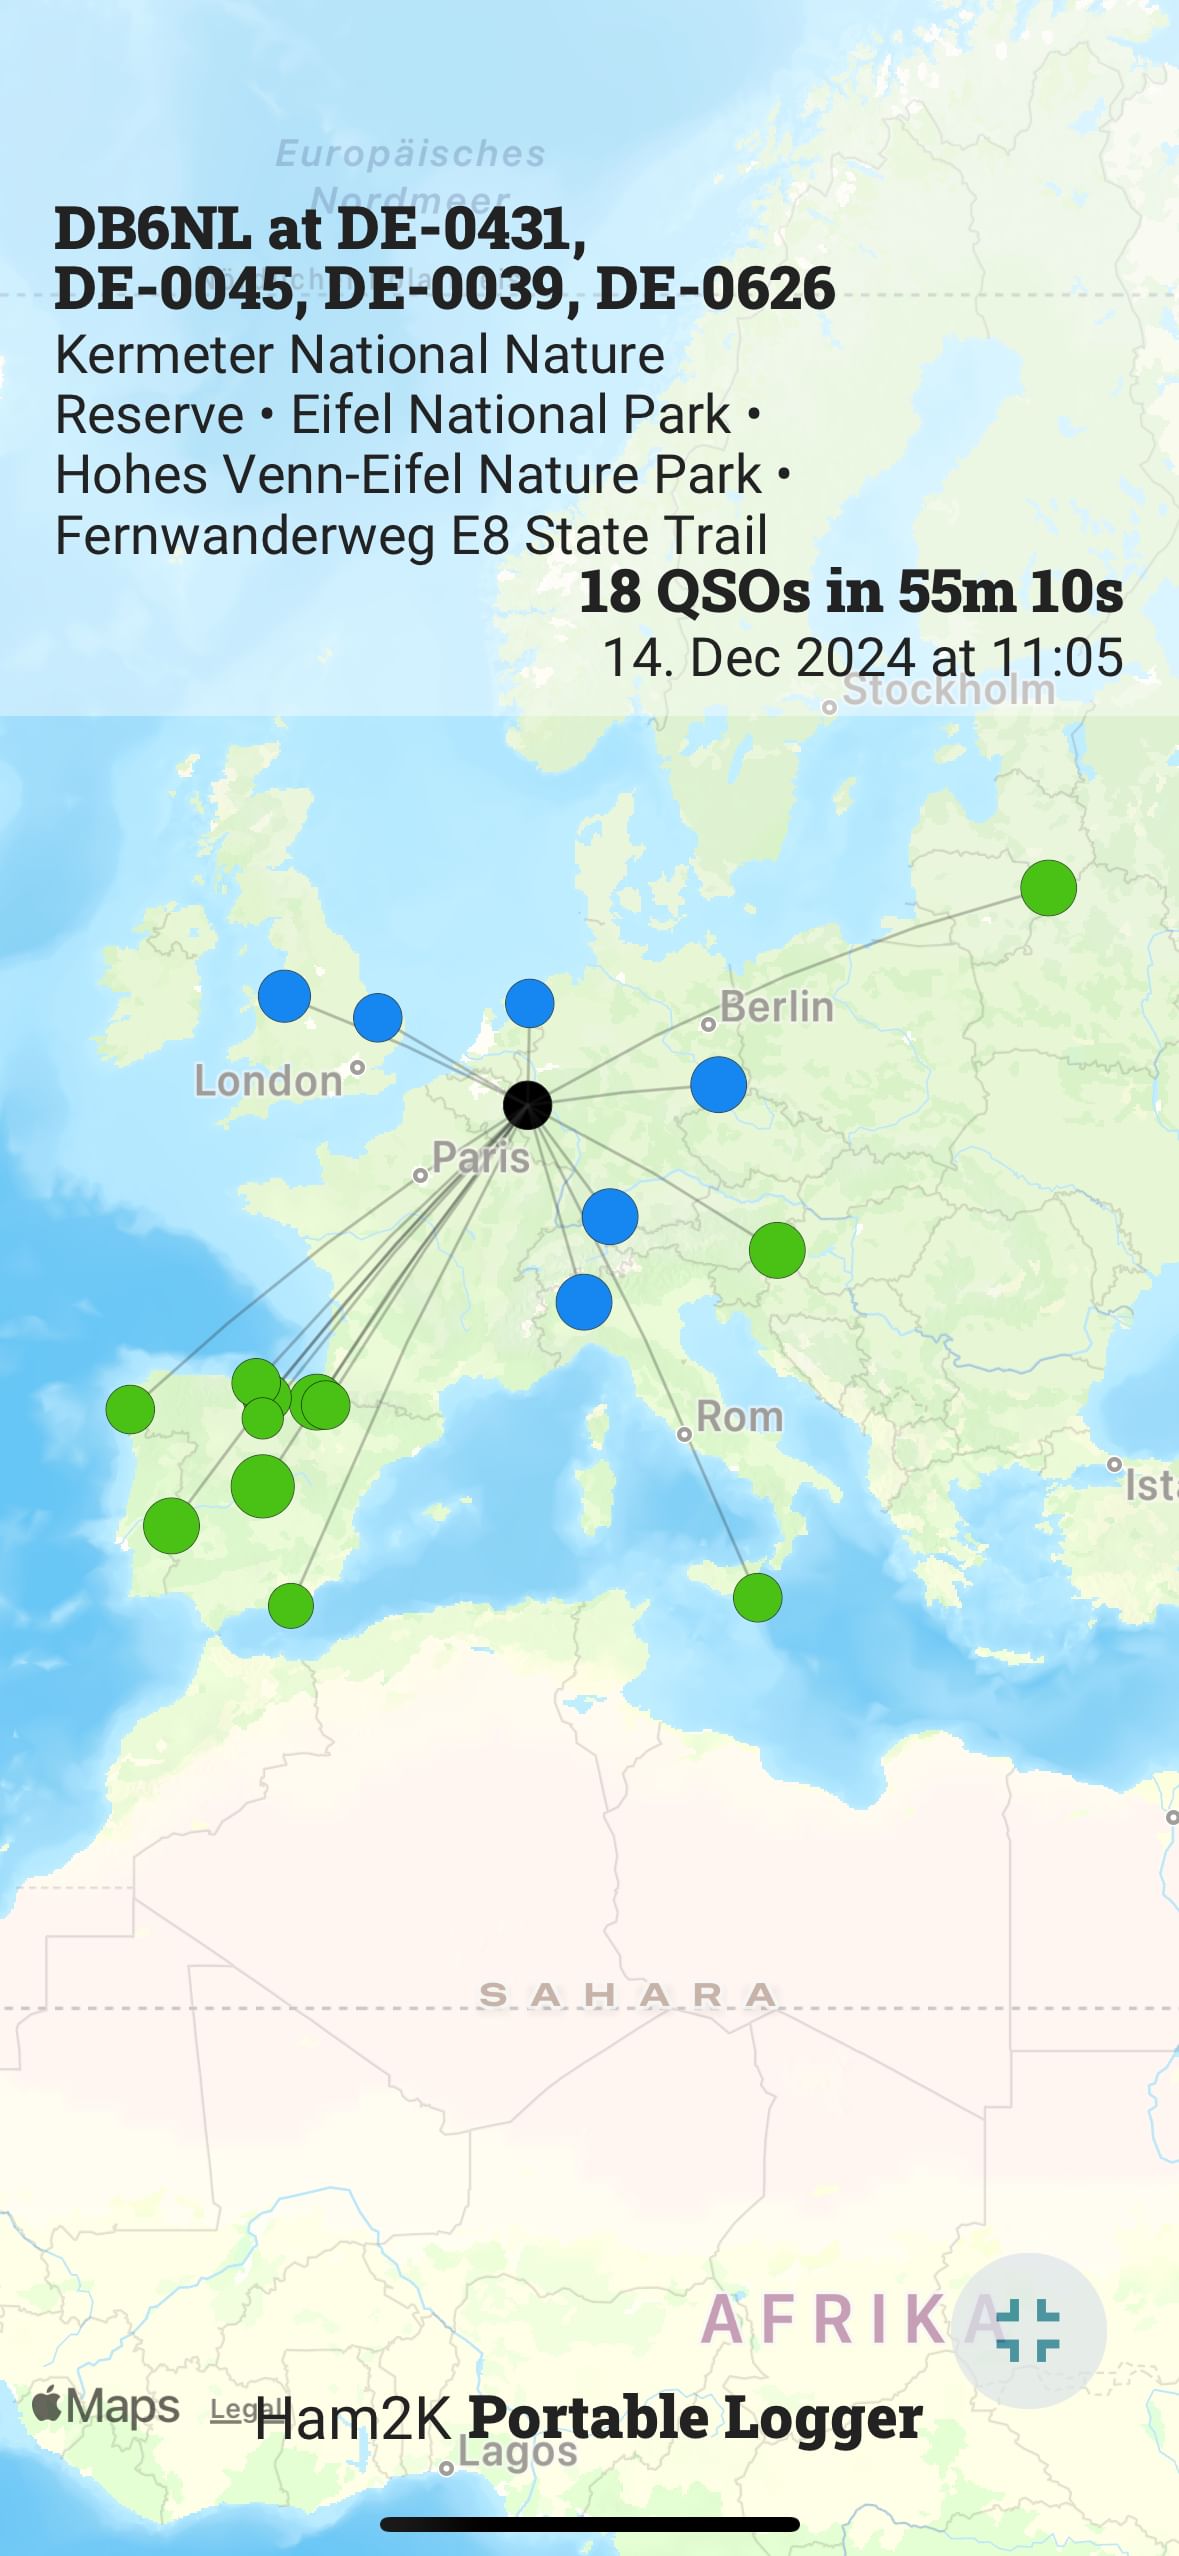 Europäisches
Nordmeer
DB6NL at DE-0431,
DE-0045, DE-0039, DE-0626
Kermeter National Nature
Reserve • Eifel National Park •
Hohes Venn-Eifel Nature Park •
Fernwanderweg E8 State Trail
18 QSOs in 55m 10s
14. Dec 2024 at 11:05
Stockholm
Berlin
London
Paris
Rom
Ista
SAHARA
AFRIKA
Maps Legal
Ham2K Portable Logger
Lagos